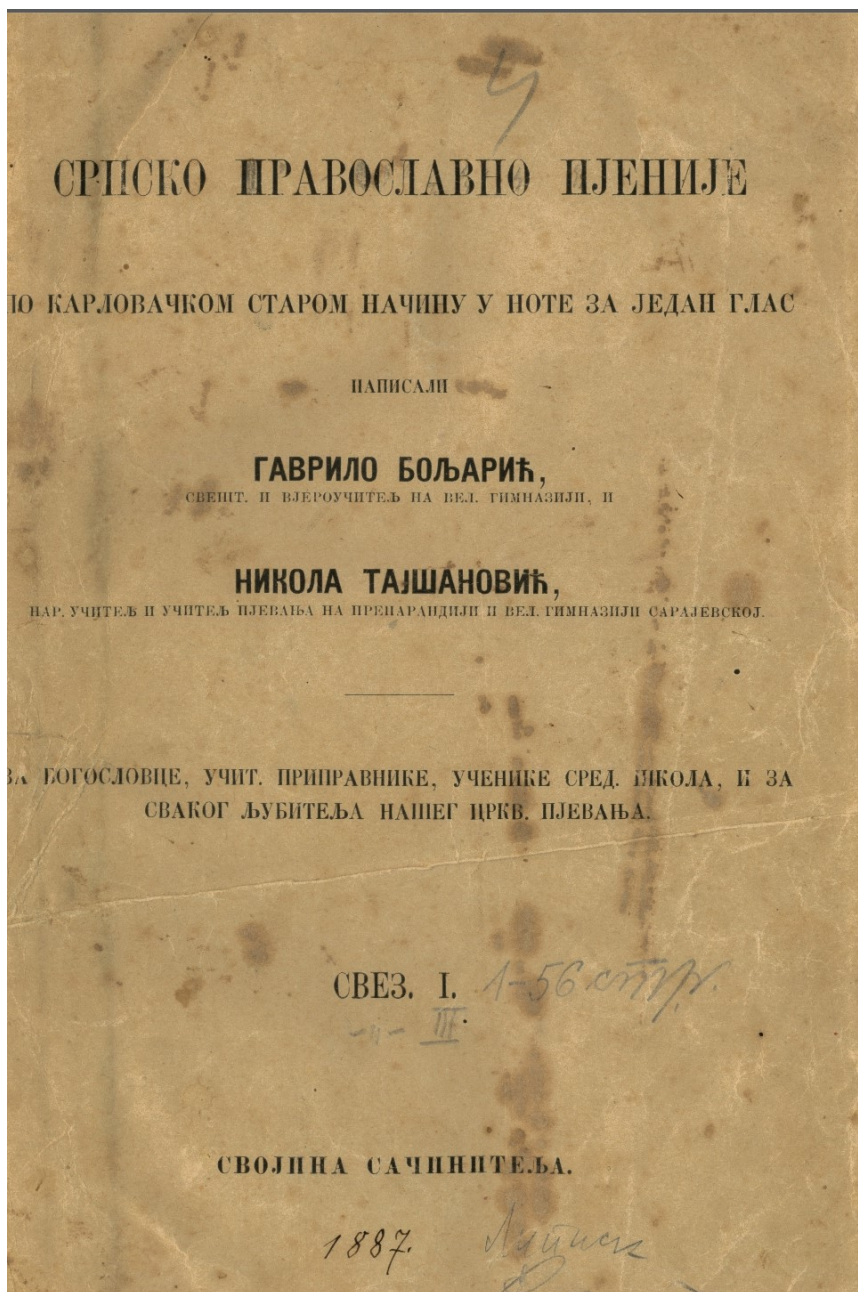 СРПСКО ПРАВОСЛАВНО ПЈЕНИЈЕ
ПО КАРЛОВАЧКОМ СТАРОМ НАЧИНУ У НОТЕ ЗА ЈЕДАН ГЛАС
НАПИСАЛИ
ГАВРИЛО БОЉАРИЋ,
СВЕШТ. И ВЈЕРОУЧИТЕЉ НА ВЕЛ. ГИМНАЗИЈИ, И
НИКОЛА ТАЈШАНОВИЋ,
НАР. УЧИТЕЉ И УЧИТЕЉ ПЈЕВАЊА НА ПРЕПАРАНДИЈИ И ВЕЛ. ГИМНАЗИЈИ САРАЈЕВСКОЈ.
ЗА БОГОСЛОВЦЕ, УЧИТ. ПРИПРАВНИКЕ, УЧЕНИКЕ СРЕД. ШКОЛА, И ЗА
СВАКОГ ЉУБИТЕЉА НАШЕГ ЦРКВ. ПЈЕВАЊА.
СВЕЗ. I. 1-56 стр.
-„- III
СВОЈИНА САЧИНИТЕЉА.
1887.